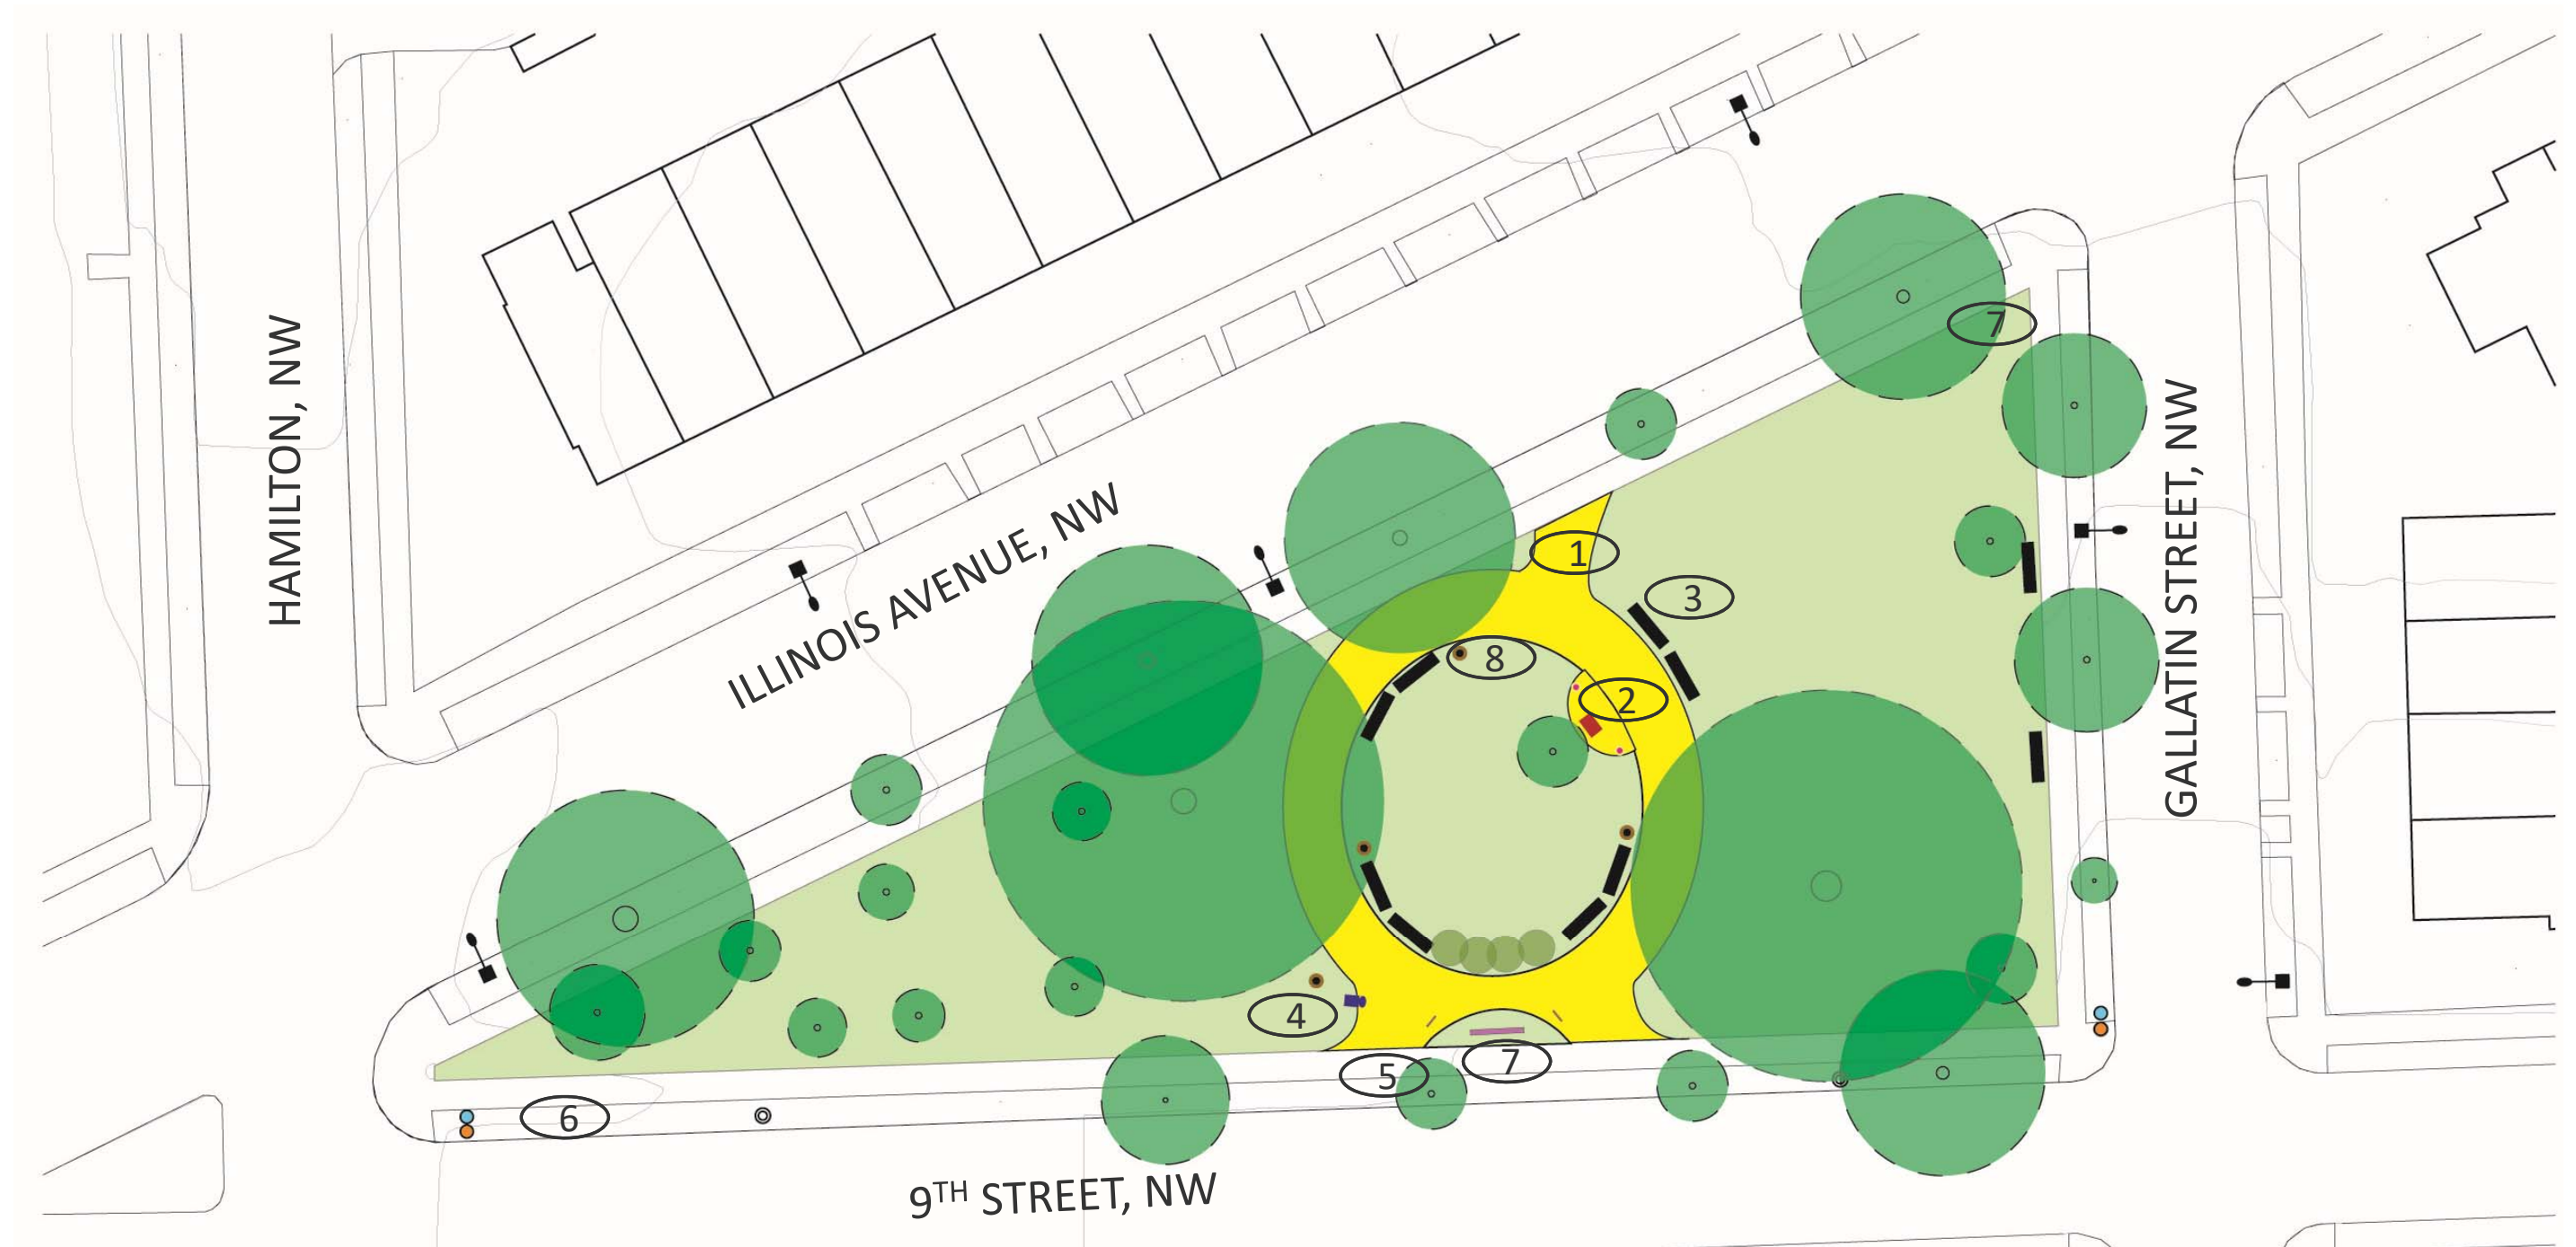 HAMILTON, NW
ILLINOIS AVENUE, NW
GALLATIN STREET, NW
7
1
3
8
2
4
5
7
6
9TH STREET, NW